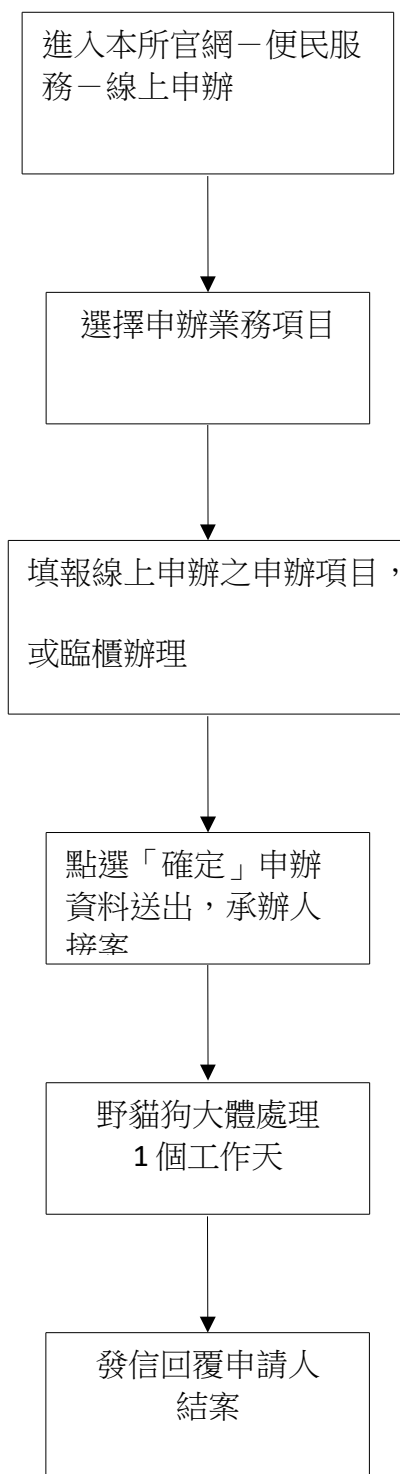 進入本所官網－便民服
務－線上申辦
選擇申辦業務項目
填報線上申辦之申辦項目，
或臨櫃辦理
點選「確定」申辦
資料送出，承辦人
接案
野貓狗大體處理
1 個工作天
發信回覆申請人
結案